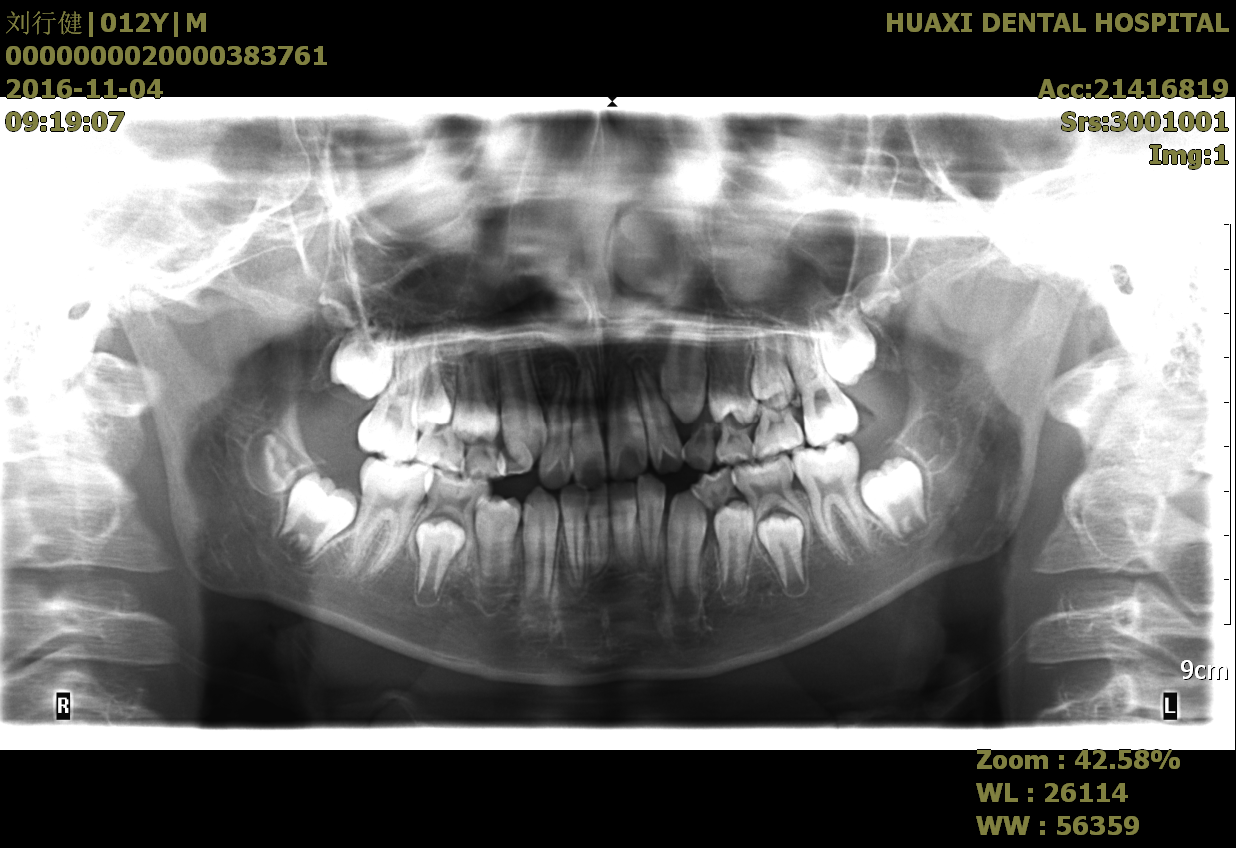 刘行健|012Y|M
0000000020000383761
2016-11-04
09:19:07
HUAXI DENTAL HOSPITAL
Acc:21416819
Srs:3001001
Img:1
9cm
R
L
Zoom : 42.58%
WL : 26114
WW : 56359